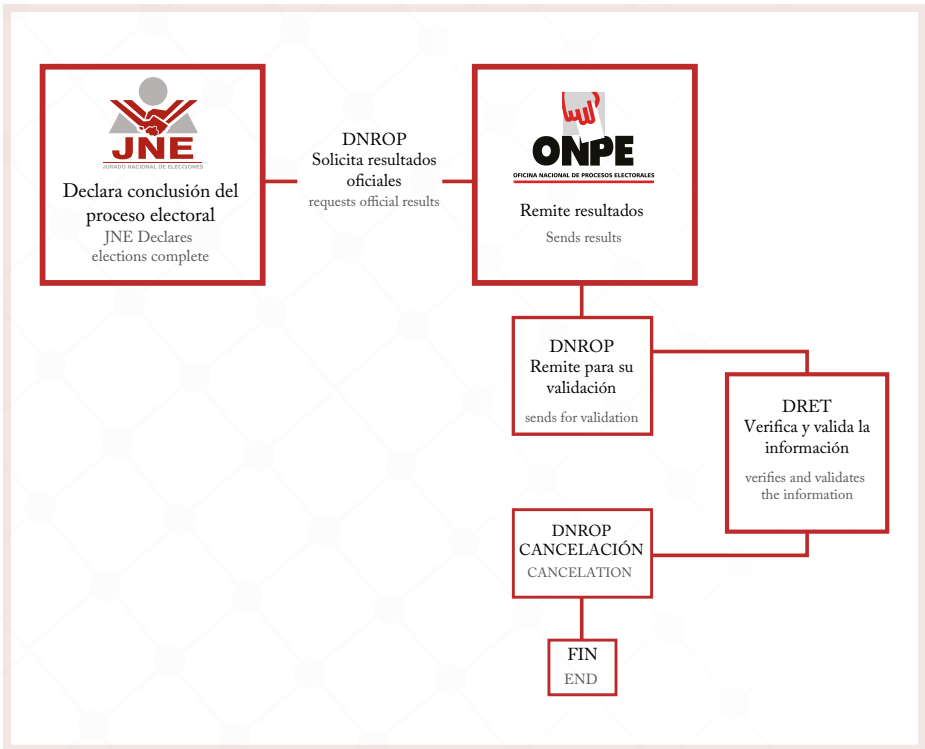 JNE
JURADO NACIONAL DE ELECCIONES
Declara conclusión del
proceso electoral
JNE Declares
elections complete
DNROP
Solicita resultados
oficiales
requests official results
ONPE
OFICINA NACIONAL DE PROCESOS ELECTORALES
Remite resultados
Sends results
DNROP
Remite para su
validación
sends for validation
DRET
Verifica y valida la
información
verifies and validates
the information
DNROP
CANCELACIÓN
CANCELATION
FIN
END